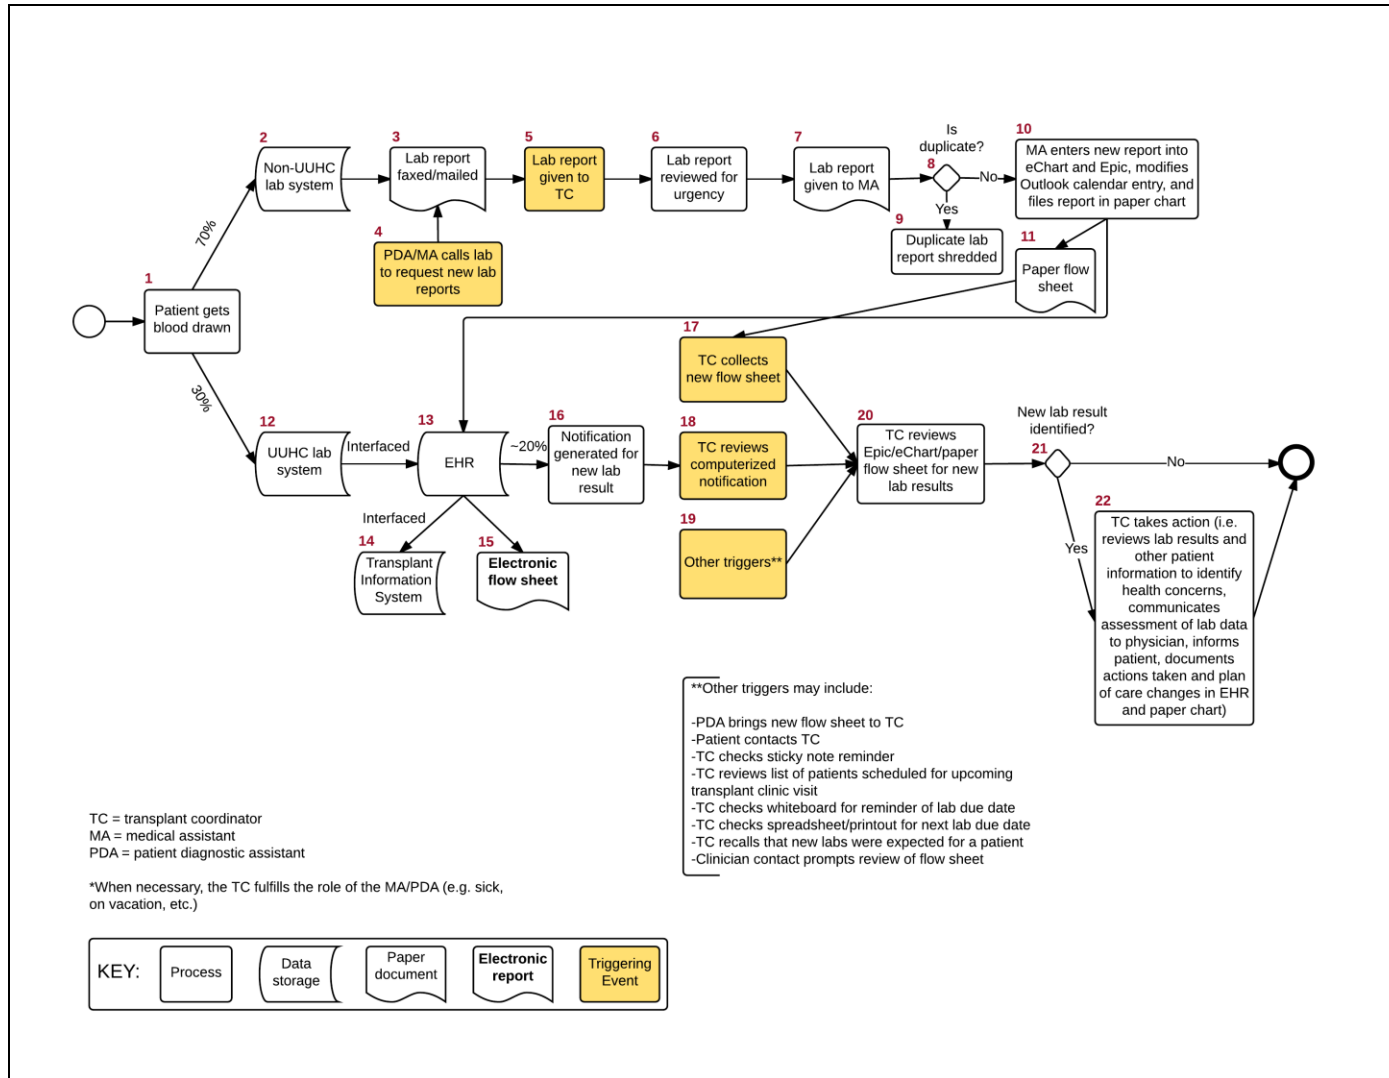 1
Patient gets
blood drawn
70%
30%
2
Non-UUHC
lab system
3
Lab report
faxed/mailed
4
PDA/MA calls lab
to request new lab
reports
5
Lab report
given to
TC
6
Lab report
reviewed for
urgency
7
Lab report
given to MA
Is
duplicate?
8
No
Yes
9
Duplicate lab
report shredded
10
MA enters new report into
eChart and Epic, modifies
Outlook calendar entry, and
files report in paper chart
11
Paper flow
sheet
12
UUHC lab
system
Interfaced
13
EHR
Interfaced
14
Transplant
Information
System
15
Electronic
flow sheet
~20%
16
Notification
generated for
new lab
result
17
TC collects
new flow sheet
18
TC reviews
computerized
notification
19
Other triggers**
20
TC reviews
Epic/eChart/paper
flow sheet for new
lab results
New lab result
identified?
21
No
Yes
22
TC takes action (i.e.
reviews lab results and
other patient
information to identify
health concerns,
communicates
assessment of lab data
to physician, informs
patient, documents
actions taken and plan
of care changes in EHR
and paper chart)
**Other triggers may include:
-PDA brings new flow sheet to TC
-Patient contacts TC
-TC checks sticky note reminder
-TC reviews list of patients scheduled for upcoming
transplant clinic visit
-TC checks whiteboard for reminder of lab due date
-TC checks spreadsheet/printout for next lab due date
-TC recalls that new labs were expected for a patient
-Clinician contact prompts review of flow sheet
TC = transplant coordinator
MA = medical assistant
PDA = patient diagnostic assistant
*When necessary, the TC fulfills the role of the MA/PDA (e.g. sick,
on vacation, etc.)
KEY:
Process
Data
storage
Paper
document
Electronic
report
Triggering
Event